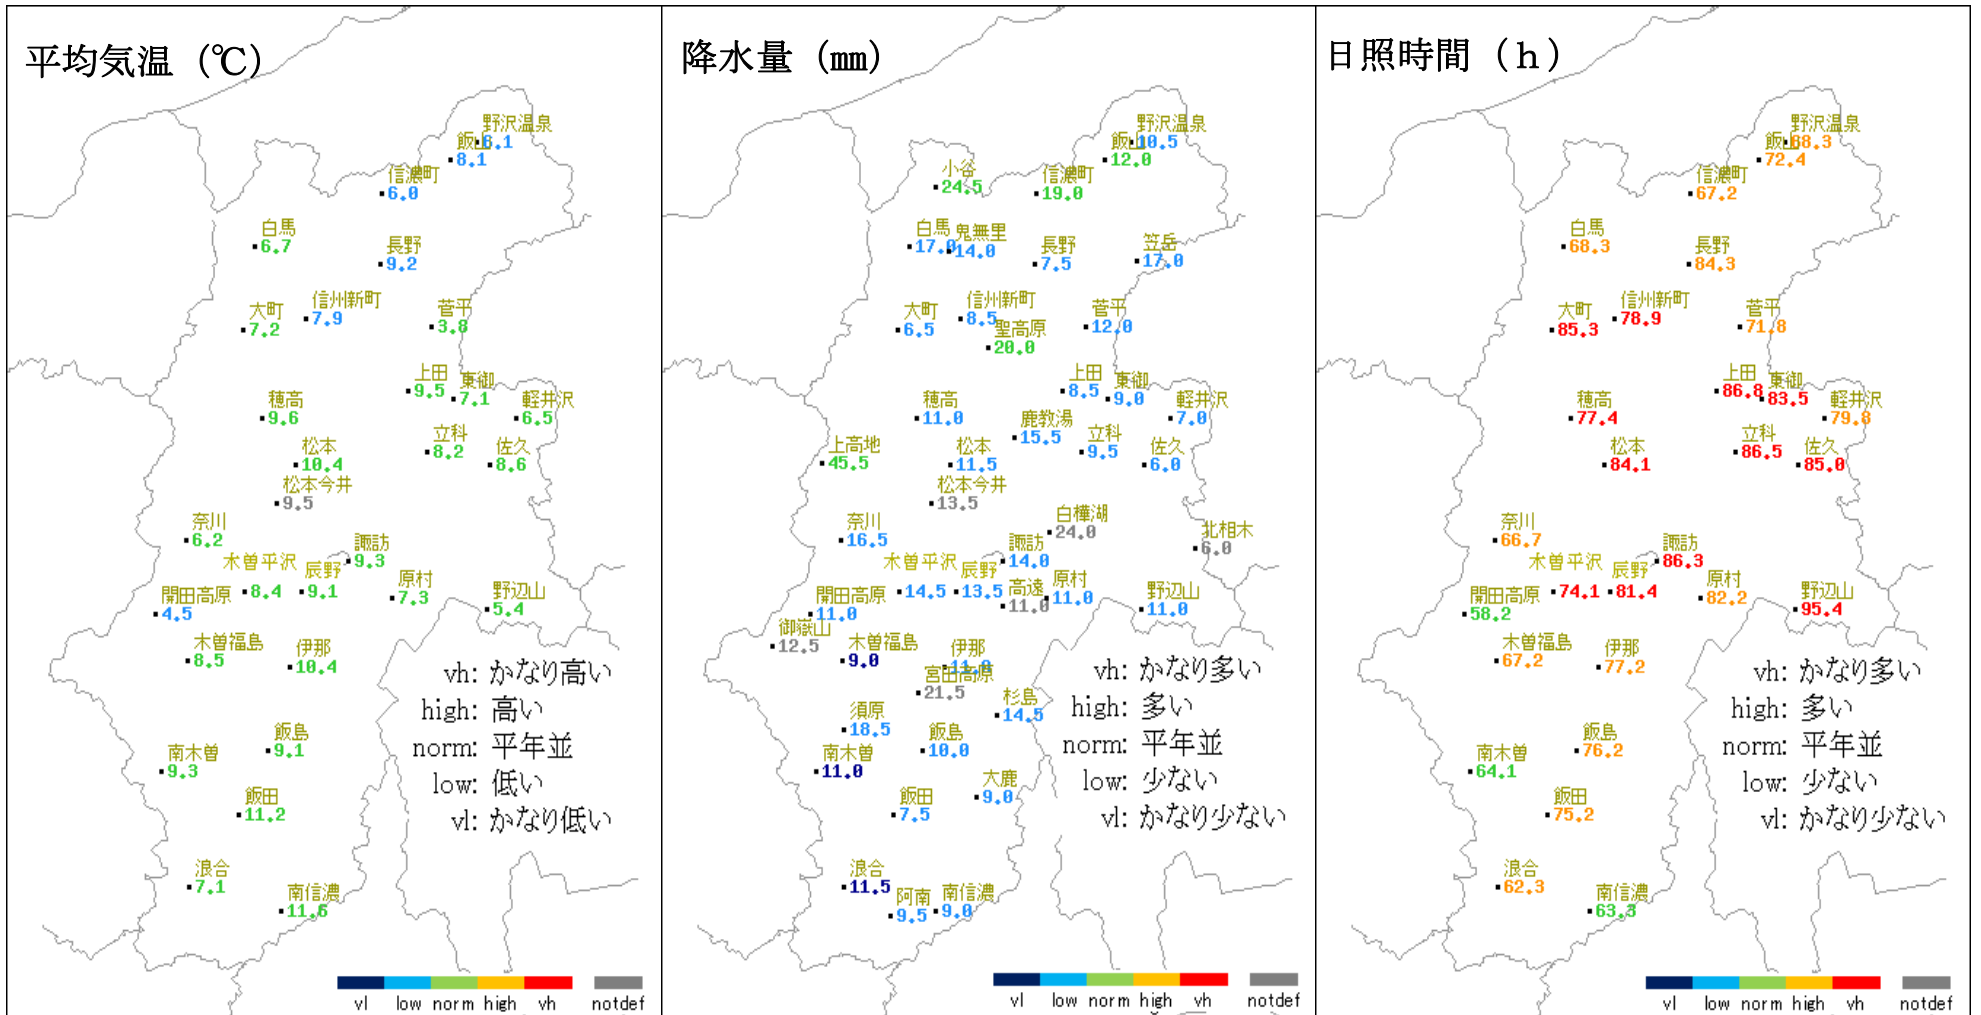 平均気温（℃）
野沢温泉
6.1
飯山
8.1
信濃町
6.0
白馬
6.7
長野
9.2
信州新町
7.9
大町
7.2
菅平
3.8
上田
9.5
東御
7.1
穂高
9.6
軽井沢
6.5
立科
8.2
松本
10.4
佐久
8.6
松本今井
9.5
奈川
6.2
諏訪
9.3
木曽平沢
8.4
辰野
9.1
原村
7.3
開田高原
4.5
野辺山
5.4
木曽福島
8.5
伊那
10.4
飯島
9.1
南木曽
9.3
飯田
11.2
浪合
7.1
南信濃
11.6
vh: かなり高い
high: 高い
norm: 平年並
low: 低い
vl: かなり低い
vl low norm high vh notdef
降水量（mm）
野沢温泉
10.5
飯山
12.0
小谷
24.5
信濃町
19.0
白馬
17.0
鬼無里
14.0
長野
7.5
笠岳
17.0
信州新町
8.5
大町
6.5
菅平
12.0
聖高原
20.0
上田
8.5
東御
9.0
穂高
11.0
軽井沢
7.0
鹿教湯
15.5
立科
9.5
上高地
45.5
松本
11.5
佐久
6.0
松本今井
13.5
白樺湖
24.0
奈川
16.5
北相木
6.0
諏訪
14.0
木曽平沢
14.5
辰野
13.5
高遠
11.0
原村
11.0
開田高原
11.0
野辺山
11.0
御嶽山
12.5
木曽福島
9.0
伊那
11.0
宮田高原
21.5
杉島
14.5
須原
18.5
飯島
10.0
南木曽
11.0
大鹿
9.0
飯田
7.5
浪合
11.5
阿南
9.5
南信濃
9.0
vh: かなり多い
high: 多い
norm: 平年並
low: 少ない
vl: かなり少ない
vl low norm high vh notdef
日照時間（ｈ）
野沢温泉
68.3
飯山
72.4
信濃町
67.2
白馬
68.3
長野
84.3
信州新町
78.9
大町
85.3
菅平
71.8
上田
86.8
東御
83.5
穂高
77.4
軽井沢
79.8
立科
86.5
松本
84.1
佐久
85.0
奈川
66.7
諏訪
86.3
木曽平沢
74.1
辰野
81.4
原村
82.2
開田高原
58.2
野辺山
95.4
木曽福島
67.2
伊那
77.2
飯島
76.2
南木曽
64.1
飯田
75.2
浪合
62.3
南信濃
63.3
vh: かなり多い
high: 多い
norm: 平年並
low: 少ない
vl: かなり少ない
vl low norm high vh notdef